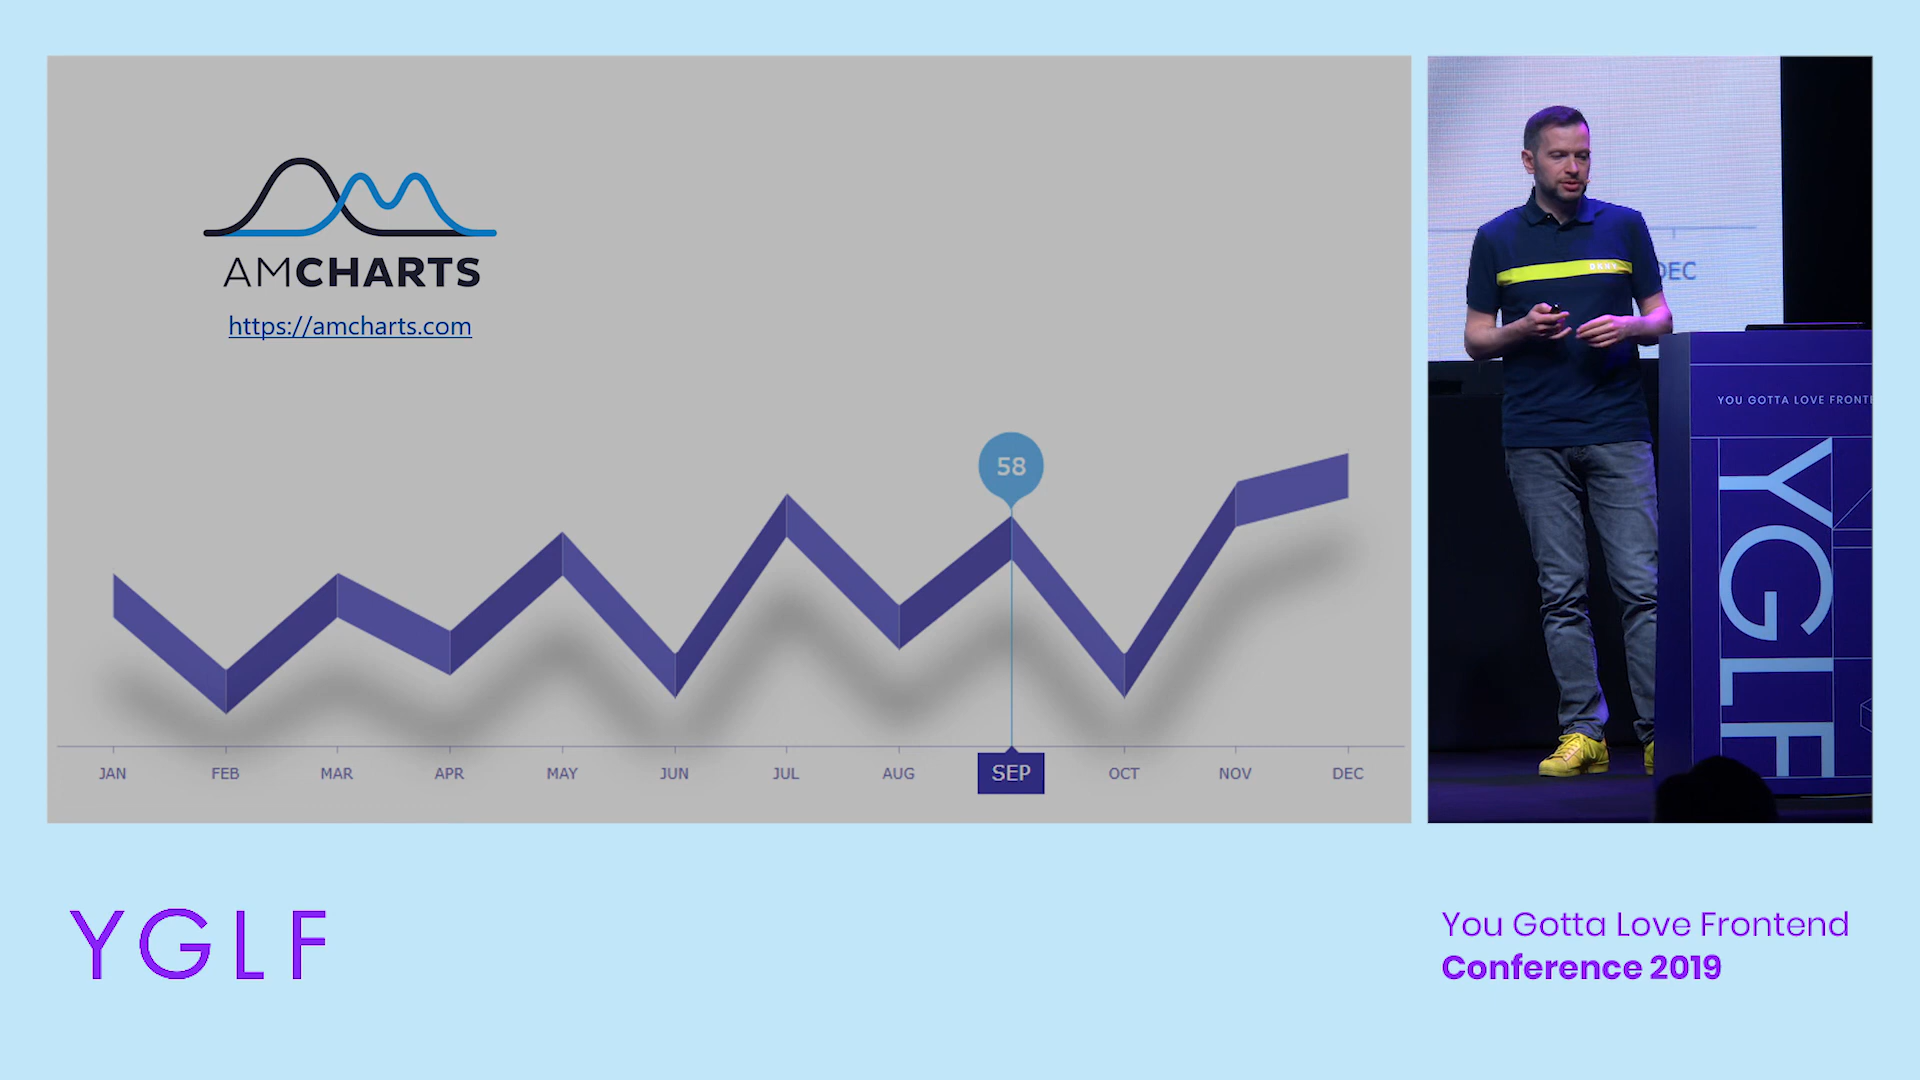 AMCHARTS
https://amcharts.com
58
JAN FEB MAR APR MAY JUN JUL AUG SEP OCT NOV DEC
DEC
YOU GOTTA LOVE FRONTE
YGLF
YGLF
You Gotta Love Frontend
Conference 2019